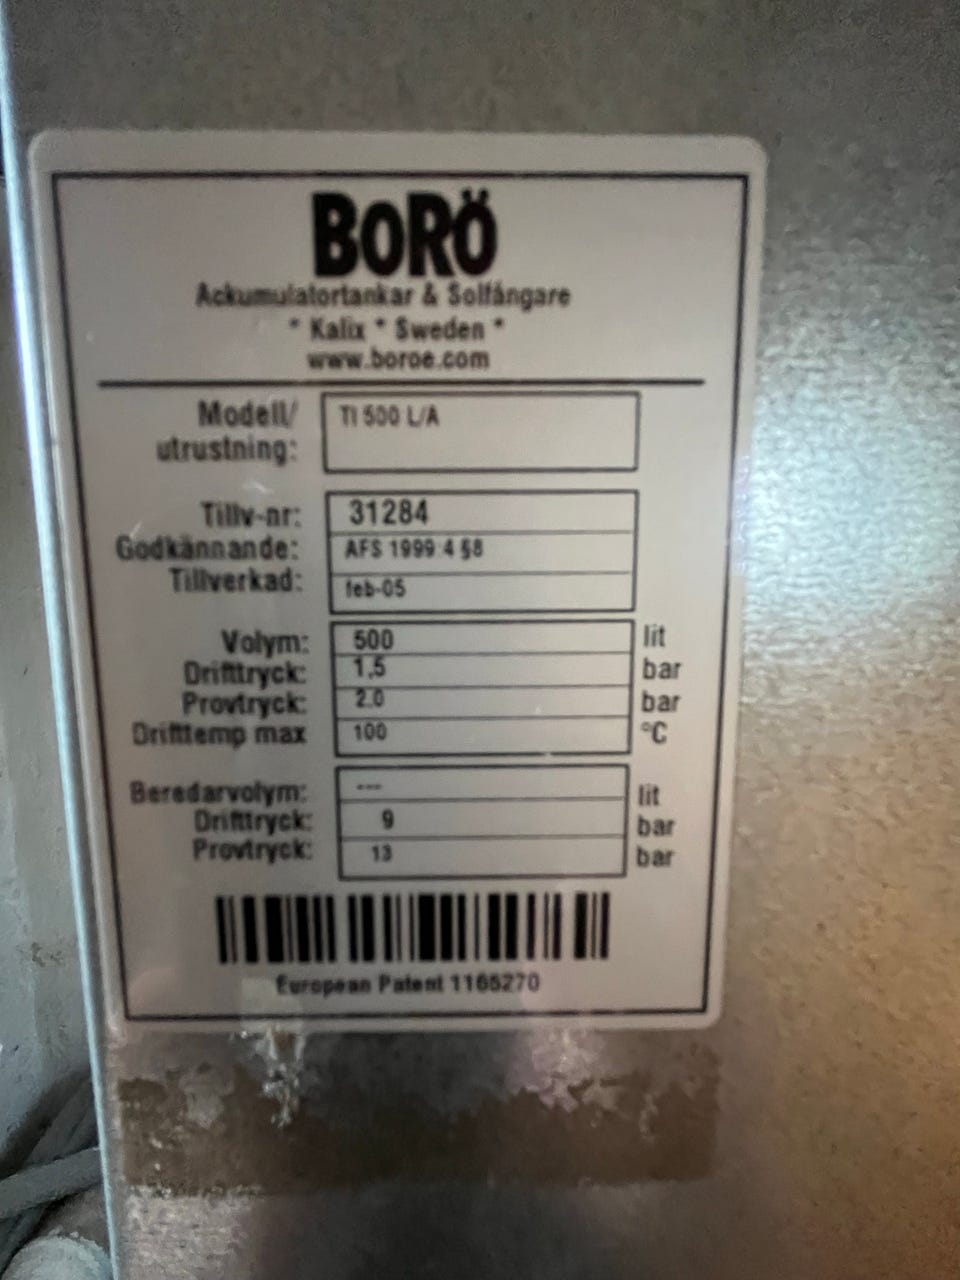 BORÖ
Ackumulatortankar & Solfångare
* Kalix * Sweden *
www.boroe.com
Modell/ TI 500 L/A
utrustning:
Tillv-nr: 31284
Godkännande: AFS 1999:4 §8
Tillverkad: feb-05
Volym: 500 lit
Drifttryck: 1,5 bar
Provtryck: 2.0 bar
Drifttemp max 100 °C
Beredarvolym: --- lit
Drifttryck: 9 bar
Provtryck: 13 bar
European Patent 1165270